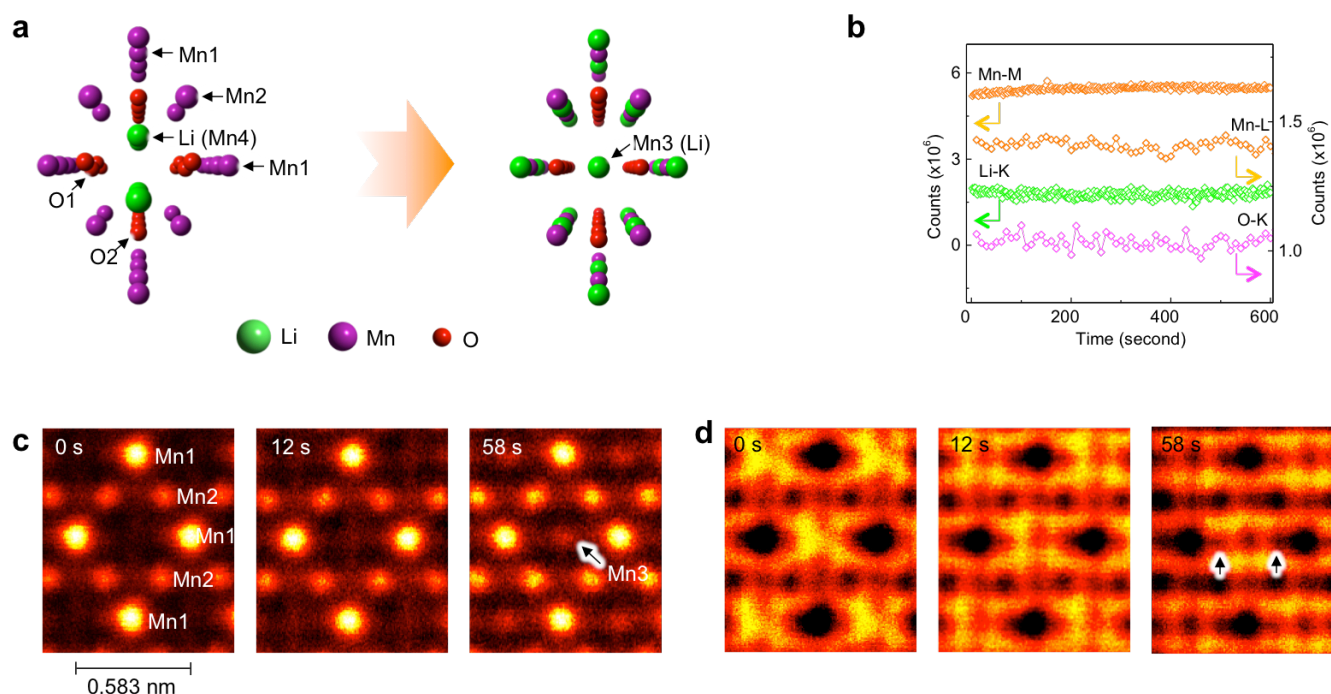 a
Mn1
Mn2
Li (Mn4)
Mn1
O1
O2
Mn3 (Li)
Li
Mn
O
b
6
3
0
Counts (x10⁶)
Mn-M
Mn-L
Li-K
O-K
1.5
1.0
Counts (x10⁶)
0
200
400
600
Time (second)
c
0 s
12 s
58 s
Mn1
Mn2
Mn1
Mn2
Mn1
Mn3
0.583 nm
d
0 s
12 s
58 s